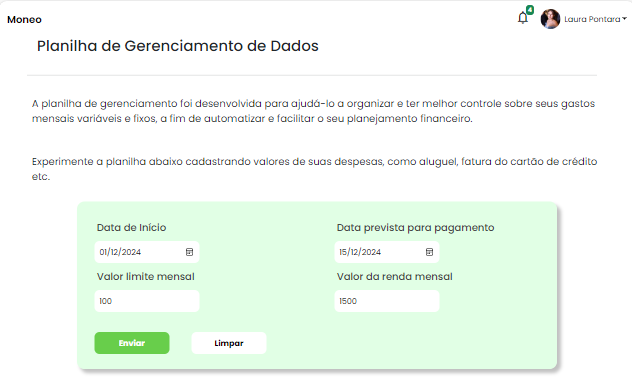 Moneo
4
Laura Pontara
Planilha de Gerenciamento de Dados
A planilha de gerenciamento foi desenvolvida para ajudá-lo a organizar e ter melhor controle sobre seus gastos
mensais variáveis e fixos, a fim de automatizar e facilitar o seu planejamento financeiro.
Experimente a planilha abaixo cadastrando valores de suas despesas, como aluguel, fatura do cartão de crédito
etc.
Data de Início
Data prevista para pagamento
01/12/2024
15/12/2024
Valor limite mensal
Valor da renda mensal
100
1500
Enviar
Limpar